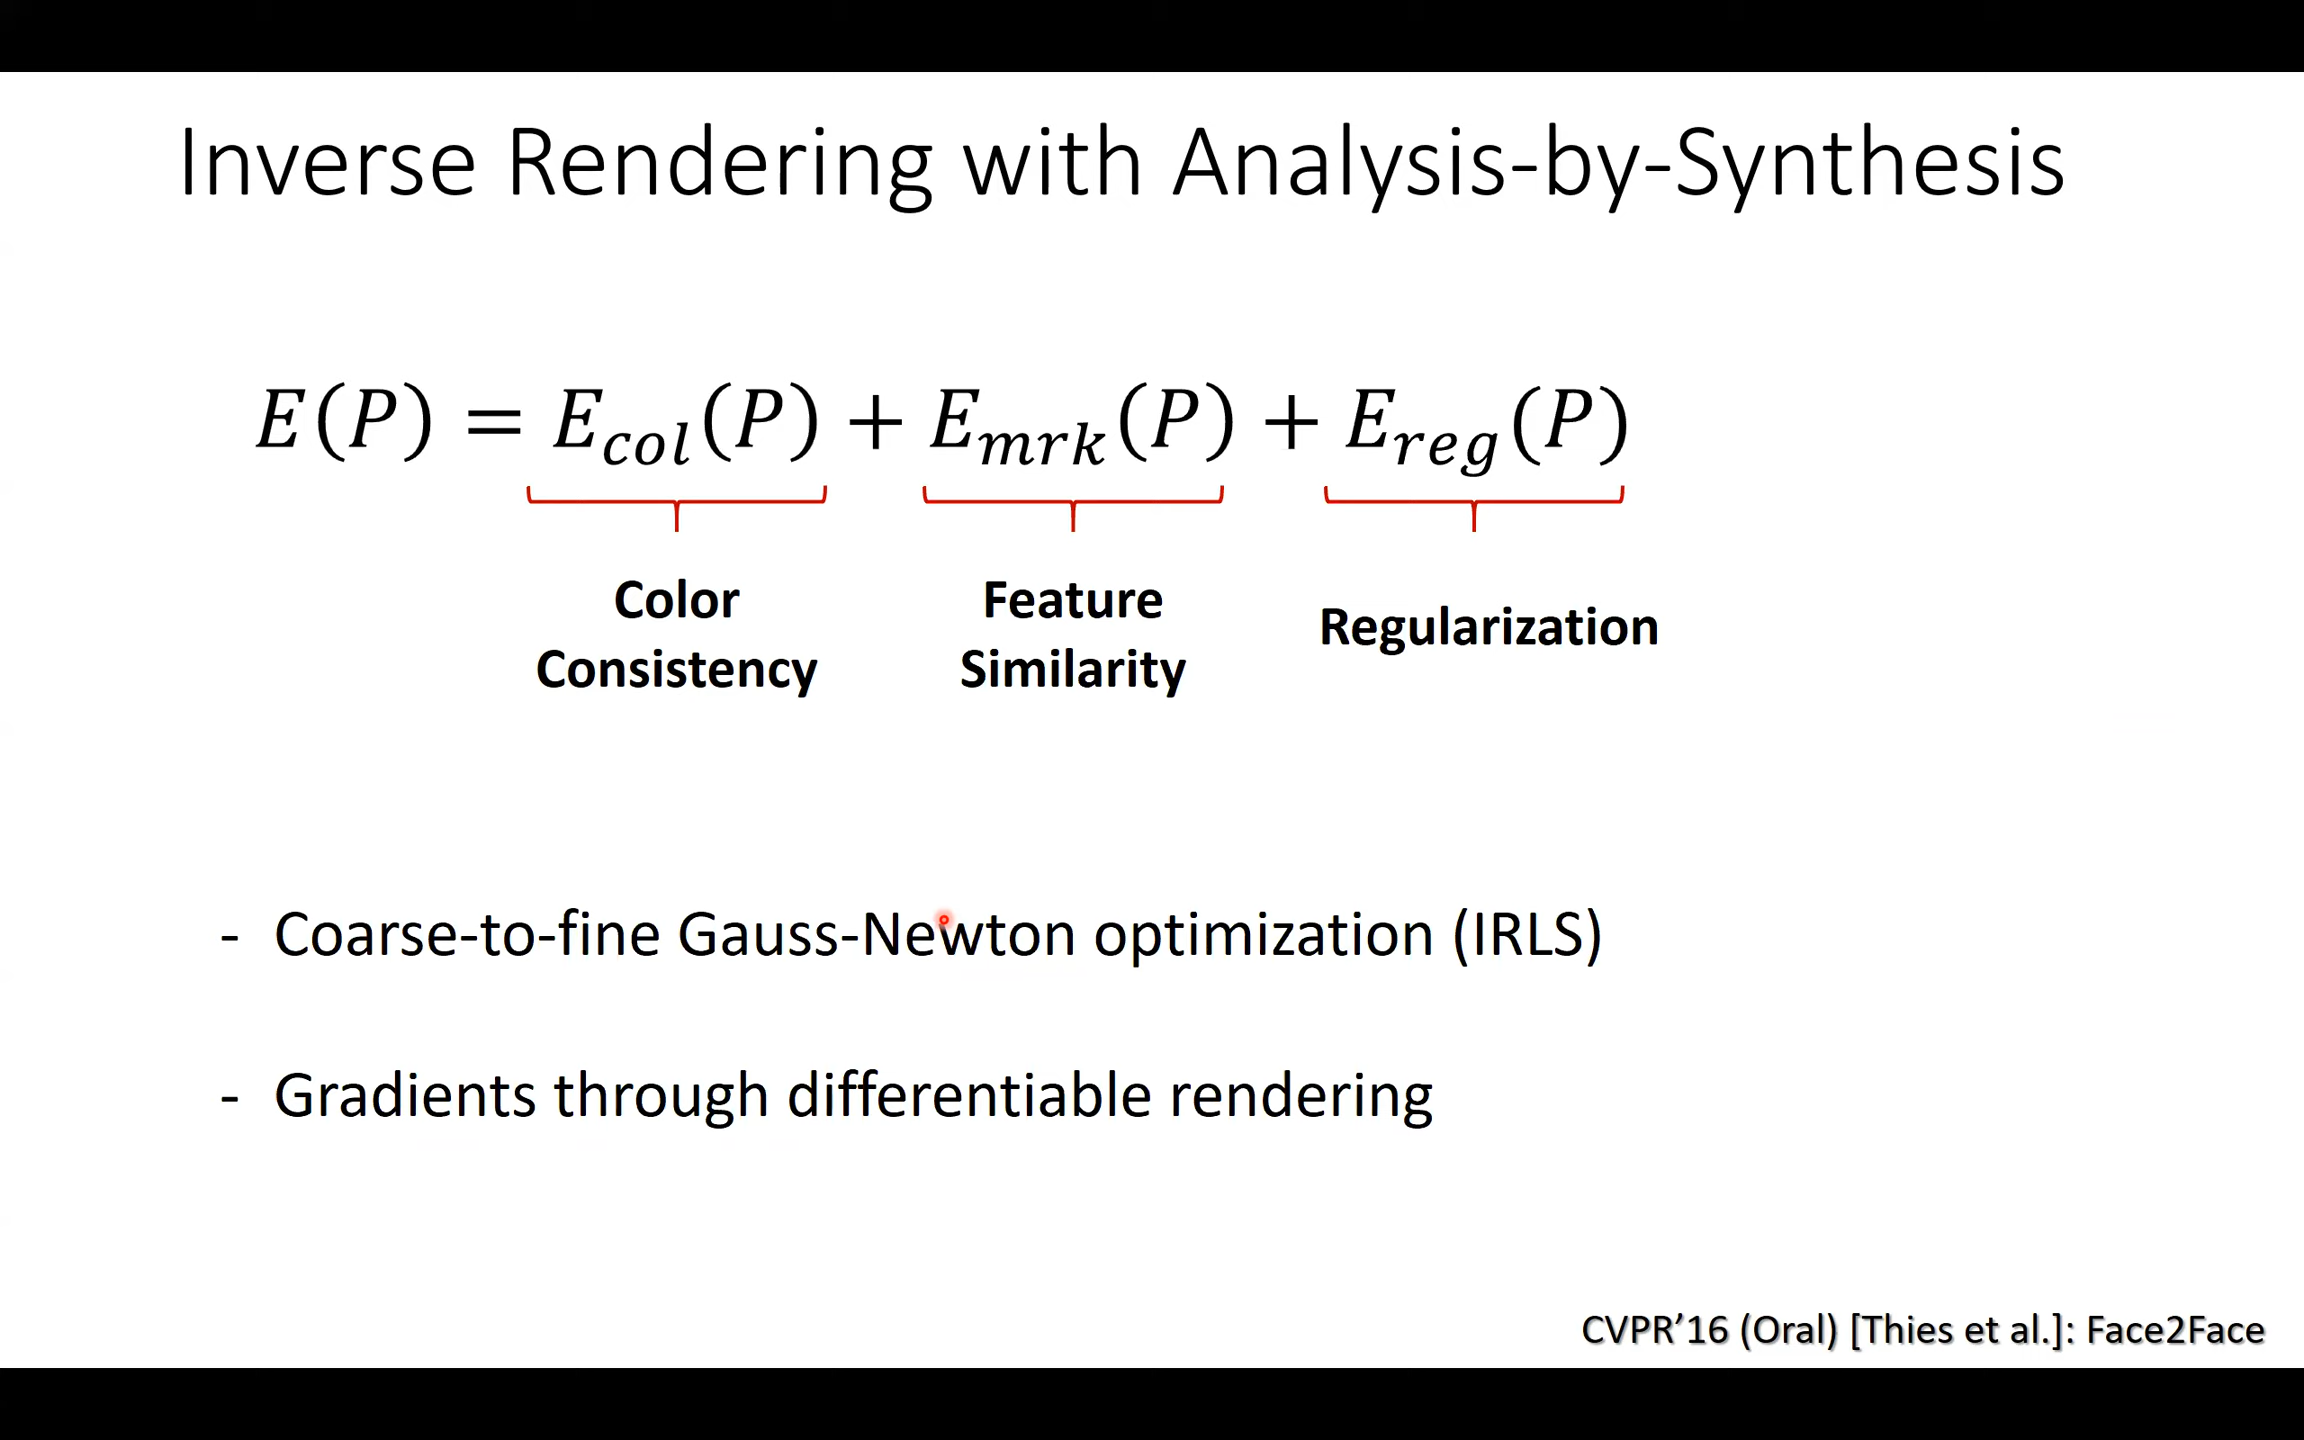 Inverse Rendering with Analysis-by-Synthesis
E(P) = E_col(P) + E_mrk(P) + E_reg(P)
Color
Consistency
Feature
Similarity
Regularization
- Coarse-to-fine Gauss-Newton optimization (IRLS)
- Gradients through differentiable rendering
CVPR’16 (Oral) [Thies et al.]: Face2Face